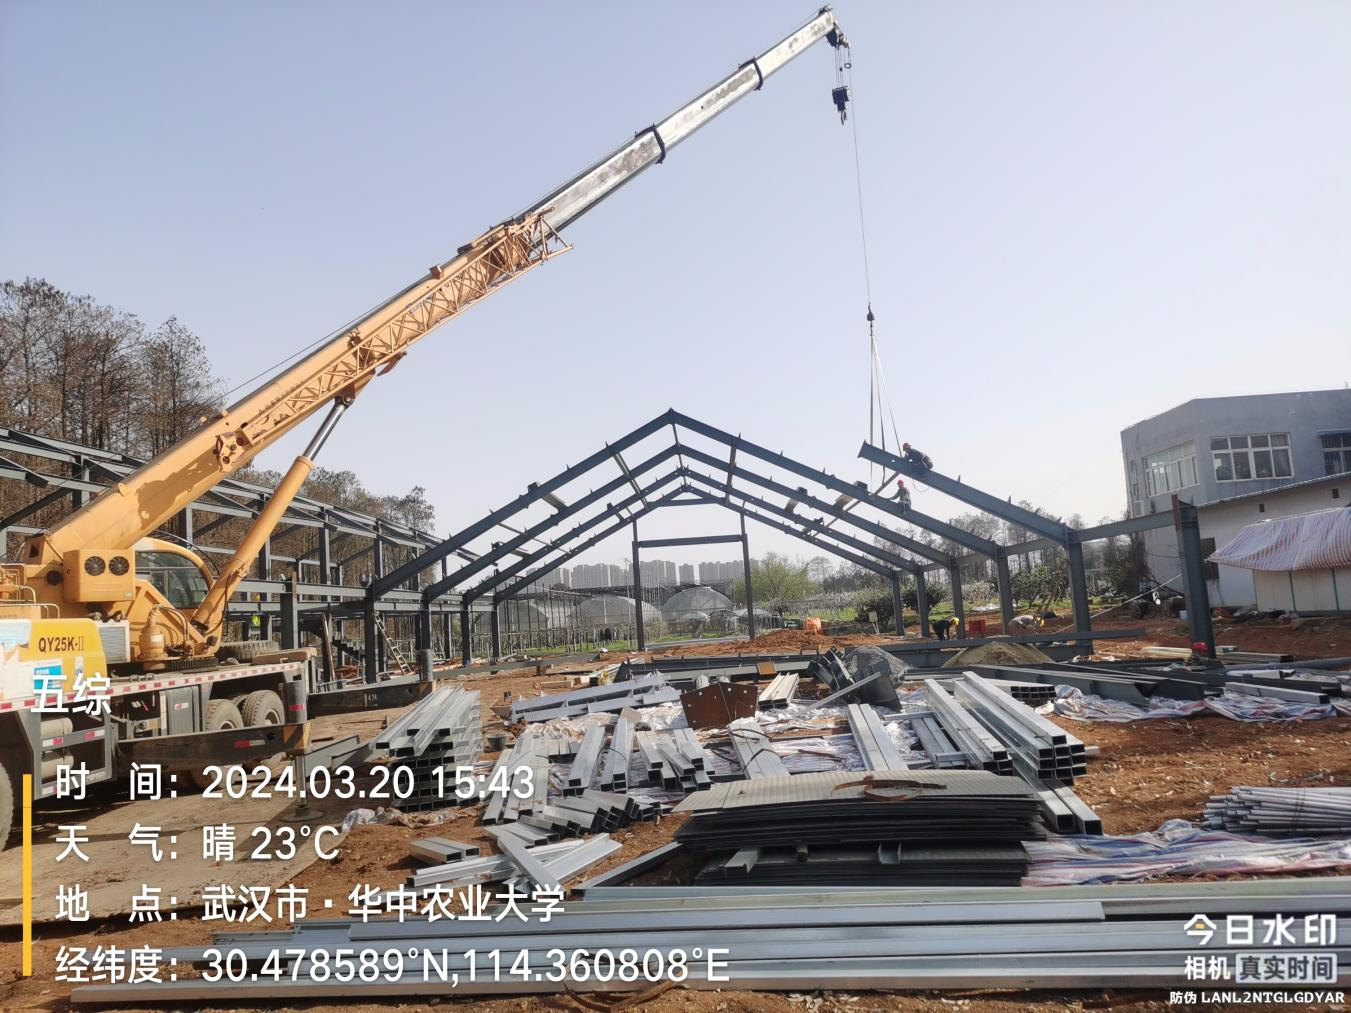 QY25K-II
五综
时 间：2024.03.20 15:43
天 气：晴 23℃
地 点：武汉市·华中农业大学
经纬度：30.478589°N,114.360808°E
今日水印
相机 真实时间
防伪 LANL2NTGLGDYAR